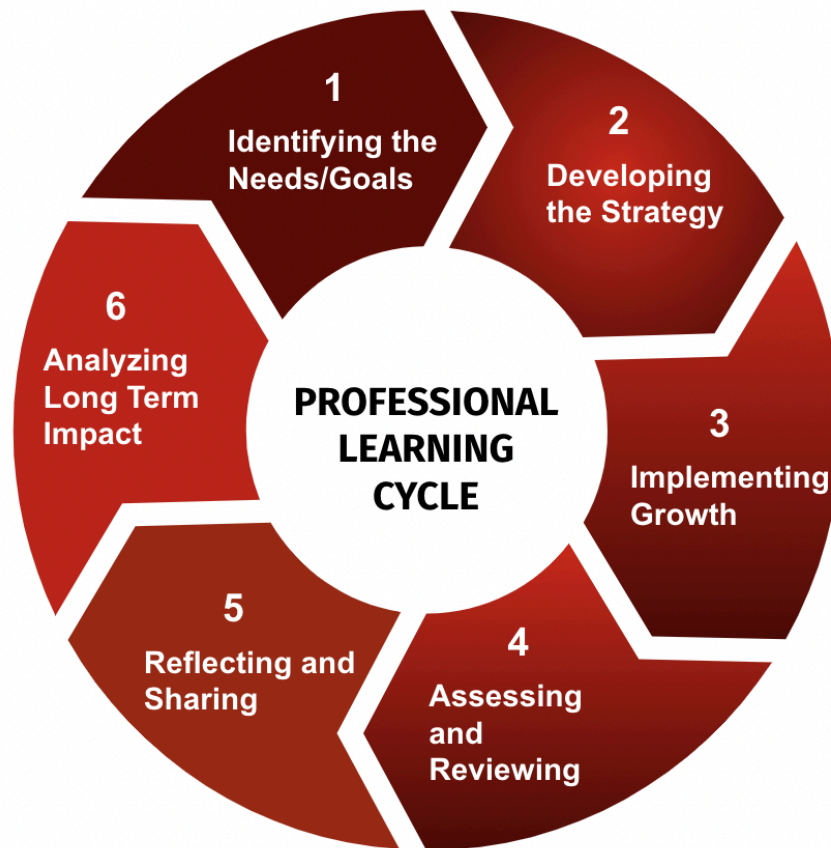 1
Identifying the
Needs/Goals
2
Developing
the Strategy
3
Implementing
Growth
4
Assessing
and
Reviewing
5
Reflecting and
Sharing
6
Analyzing
Long Term
Impact
PROFESSIONAL
LEARNING
CYCLE